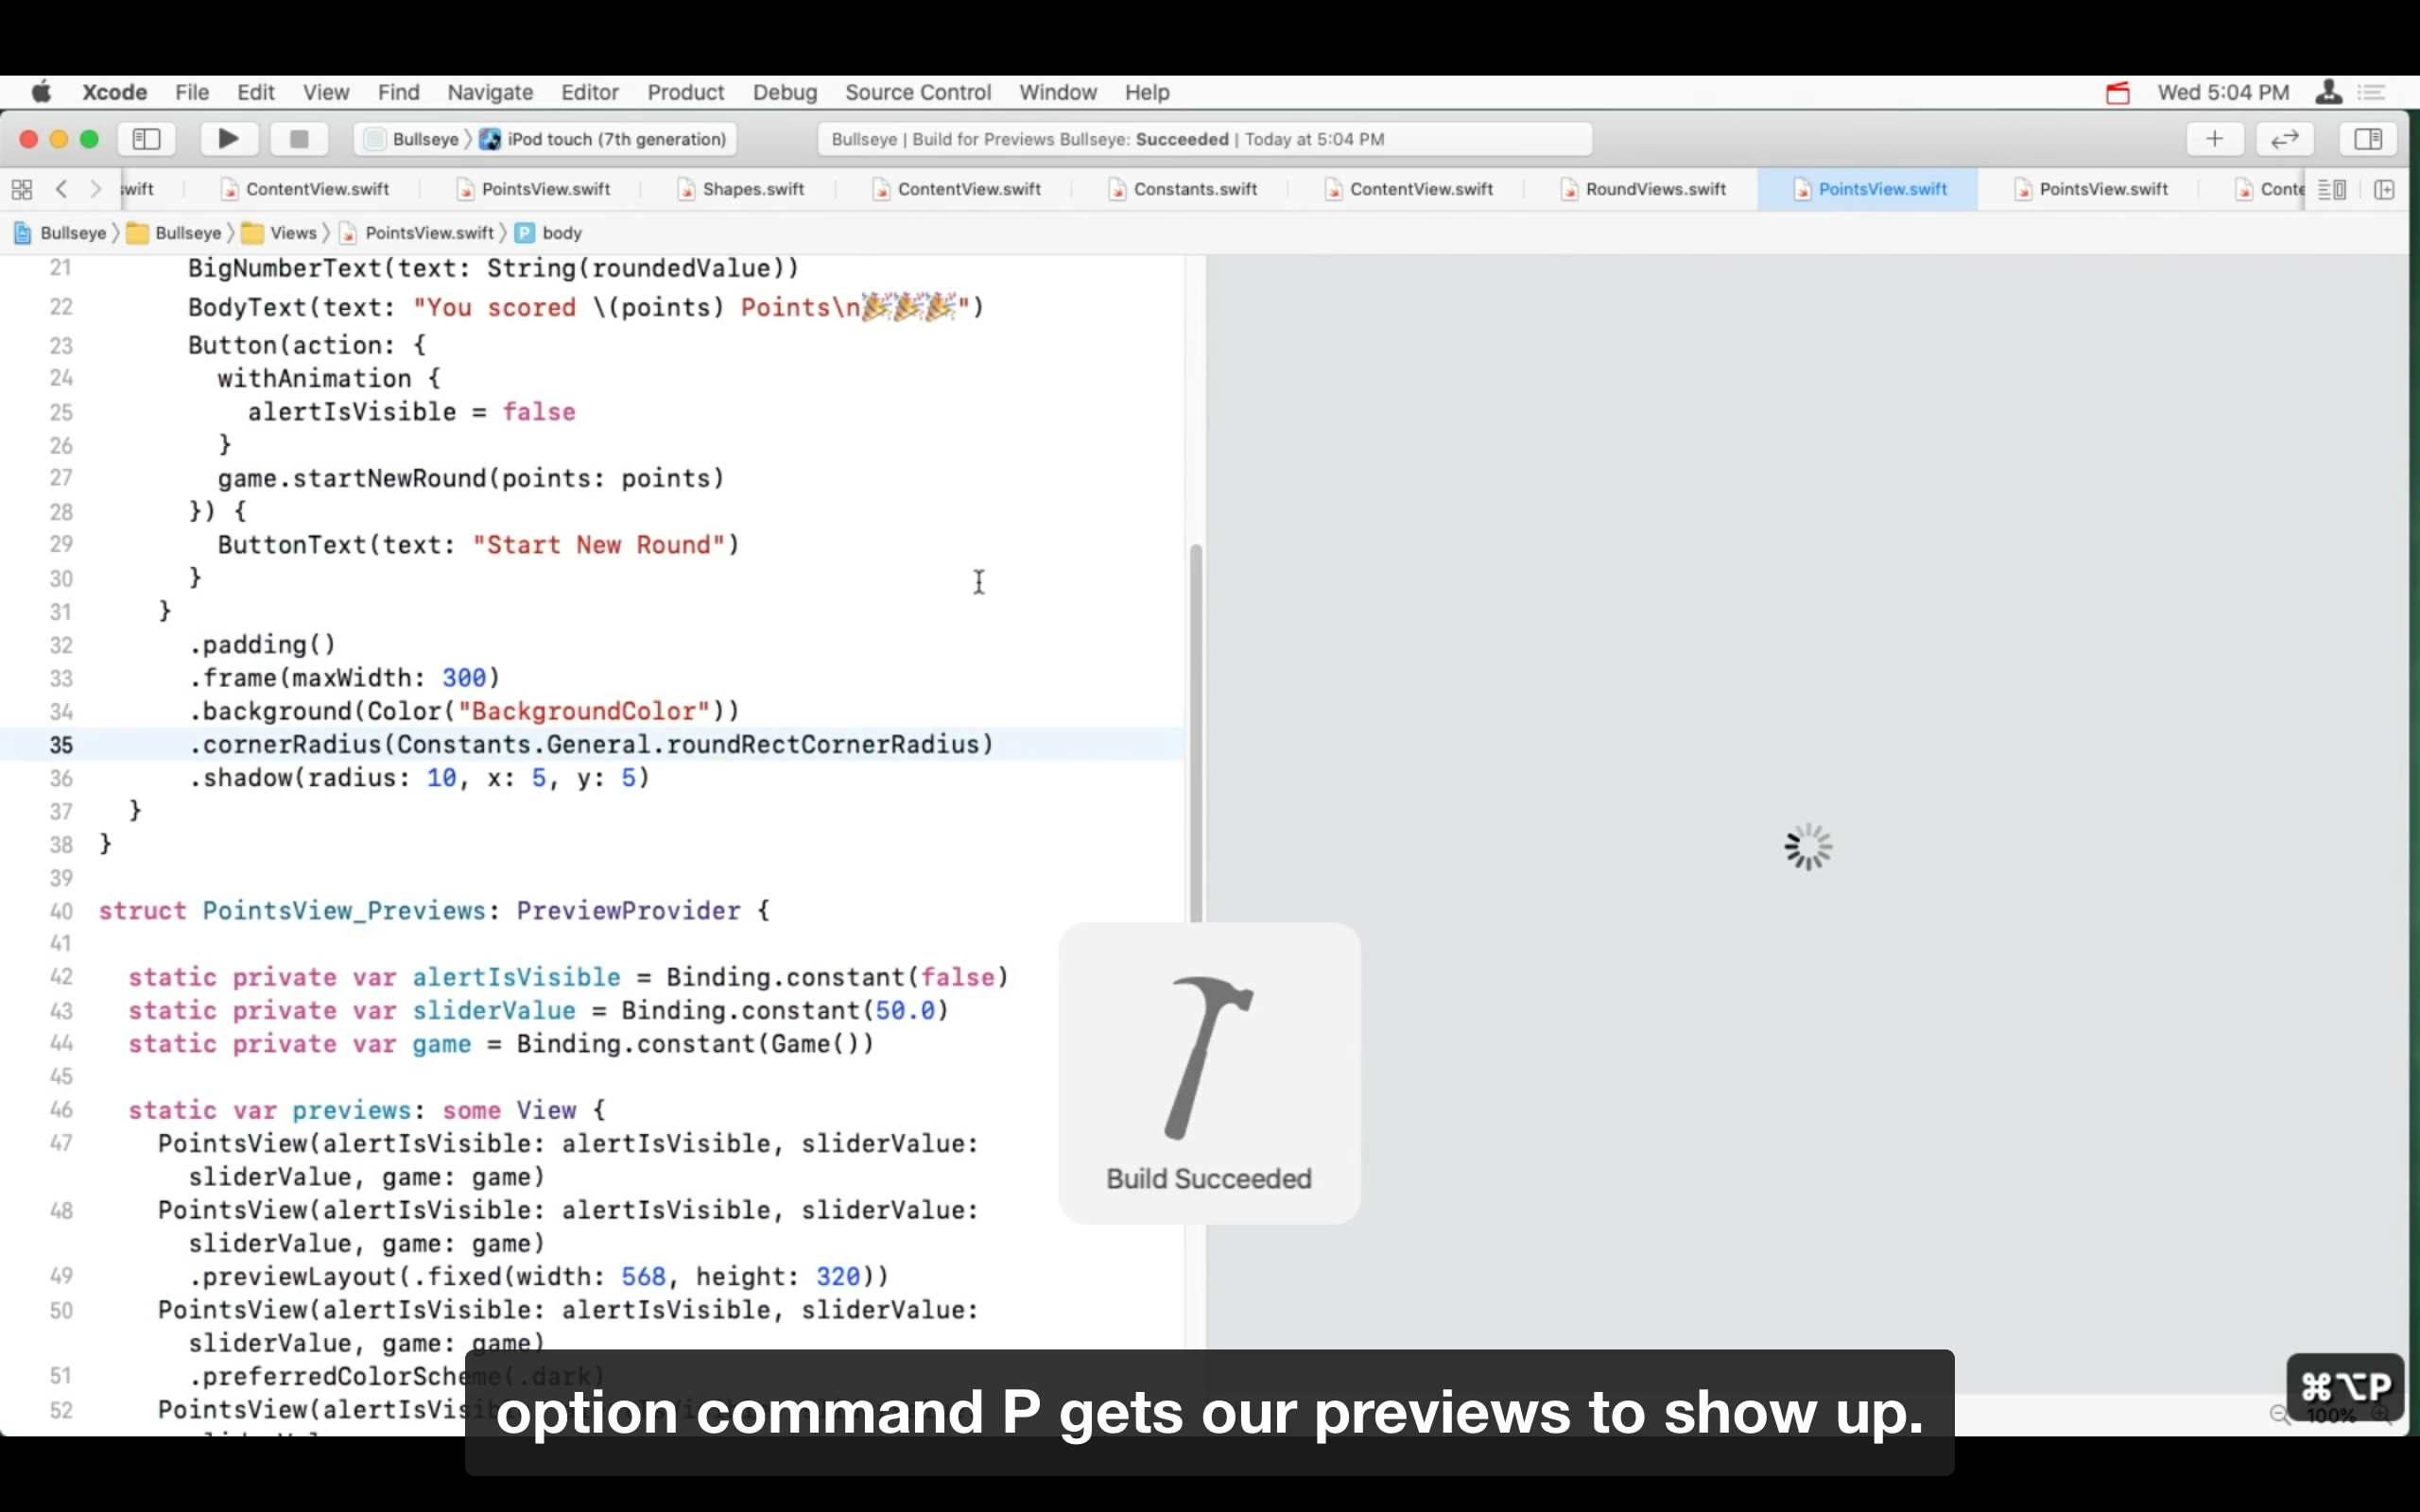 Xcode File Edit View Find Navigate Editor Product Debug Source Control Window Help Wed 5:04 PM
Bullseye 〉 iPod touch (7th generation) Bullseye | Build for Previews Bullseye: Succeeded | Today at 5:04 PM
swift ContentView.swift PointsView.swift Shapes.swift ContentView.swift Constants.swift ContentView.swift RoundViews.swift PointsView.swift PointsView.swift Conte
Bullseye 〉 Bullseye 〉 Views 〉 PointsView.swift 〉 P body
21 BigNumberText(text: String(roundedValue))
22 BodyText(text: "You scored \(points) Points\n🎉🎉🎉")
23 Button(action: {
24 withAnimation {
25 alertIsVisible = false
26 }
27 game.startNewRound(points: points)
28 }) {
29 ButtonText(text: "Start New Round")
30 }
31 }
32 .padding()
33 .frame(maxWidth: 300)
34 .background(Color("BackgroundColor"))
35 .cornerRadius(Constants.General.roundRectCornerRadius)
36 .shadow(radius: 10, x: 5, y: 5)
37 }
38 }
39
40 struct PointsView_Previews: PreviewProvider {
41
42 static private var alertIsVisible = Binding.constant(false)
43 static private var sliderValue = Binding.constant(50.0)
44 static private var game = Binding.constant(Game())
45
46 static var previews: some View {
47 PointsView(alertIsVisible: alertIsVisible, sliderValue:
sliderValue, game: game)
48 PointsView(alertIsVisible: alertIsVisible, sliderValue:
sliderValue, game: game)
49 .previewLayout(.fixed(width: 568, height: 320))
50 PointsView(alertIsVisible: alertIsVisible, sliderValue:
sliderValue, game: game)
51 .preferredColorScheme(.dark)
52 PointsView(alertIsVis
Build Succeeded
⌘⌥P
100%
option command P gets our previews to show up.